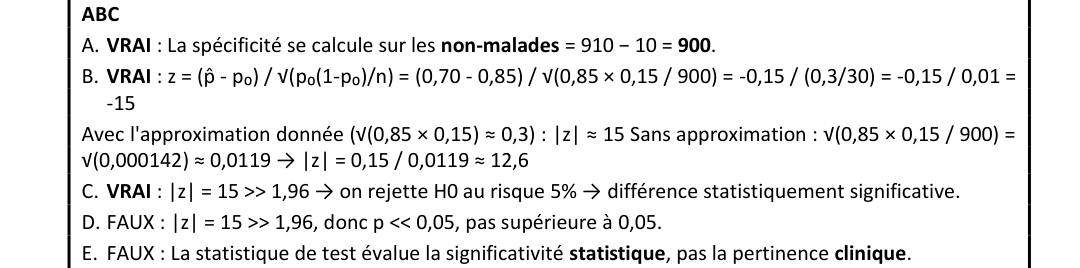 ABC
A. VRAI : La spécificité se calcule sur les non-malades = 910 − 10 = 900.
B. VRAI : z = (p̂ - p₀) / √(p₀(1-p₀)/n) = (0,70 - 0,85) / √(0,85 × 0,15 / 900) = -0,15 / (0,3/30) = -0,15 / 0,01 =
-15
Avec l'approximation donnée (√(0,85 × 0,15) ≈ 0,3) : |z| ≈ 15 Sans approximation : √(0,85 × 0,15 / 900) =
√(0,000142) ≈ 0,0119 → |z| = 0,15 / 0,0119 ≈ 12,6
C. VRAI : |z| = 15 >> 1,96 → on rejette H0 au risque 5% → différence statistiquement significative.
D. FAUX : |z| = 15 >> 1,96, donc p << 0,05, pas supérieure à 0,05.
E. FAUX : La statistique de test évalue la significativité statistique, pas la pertinence clinique.